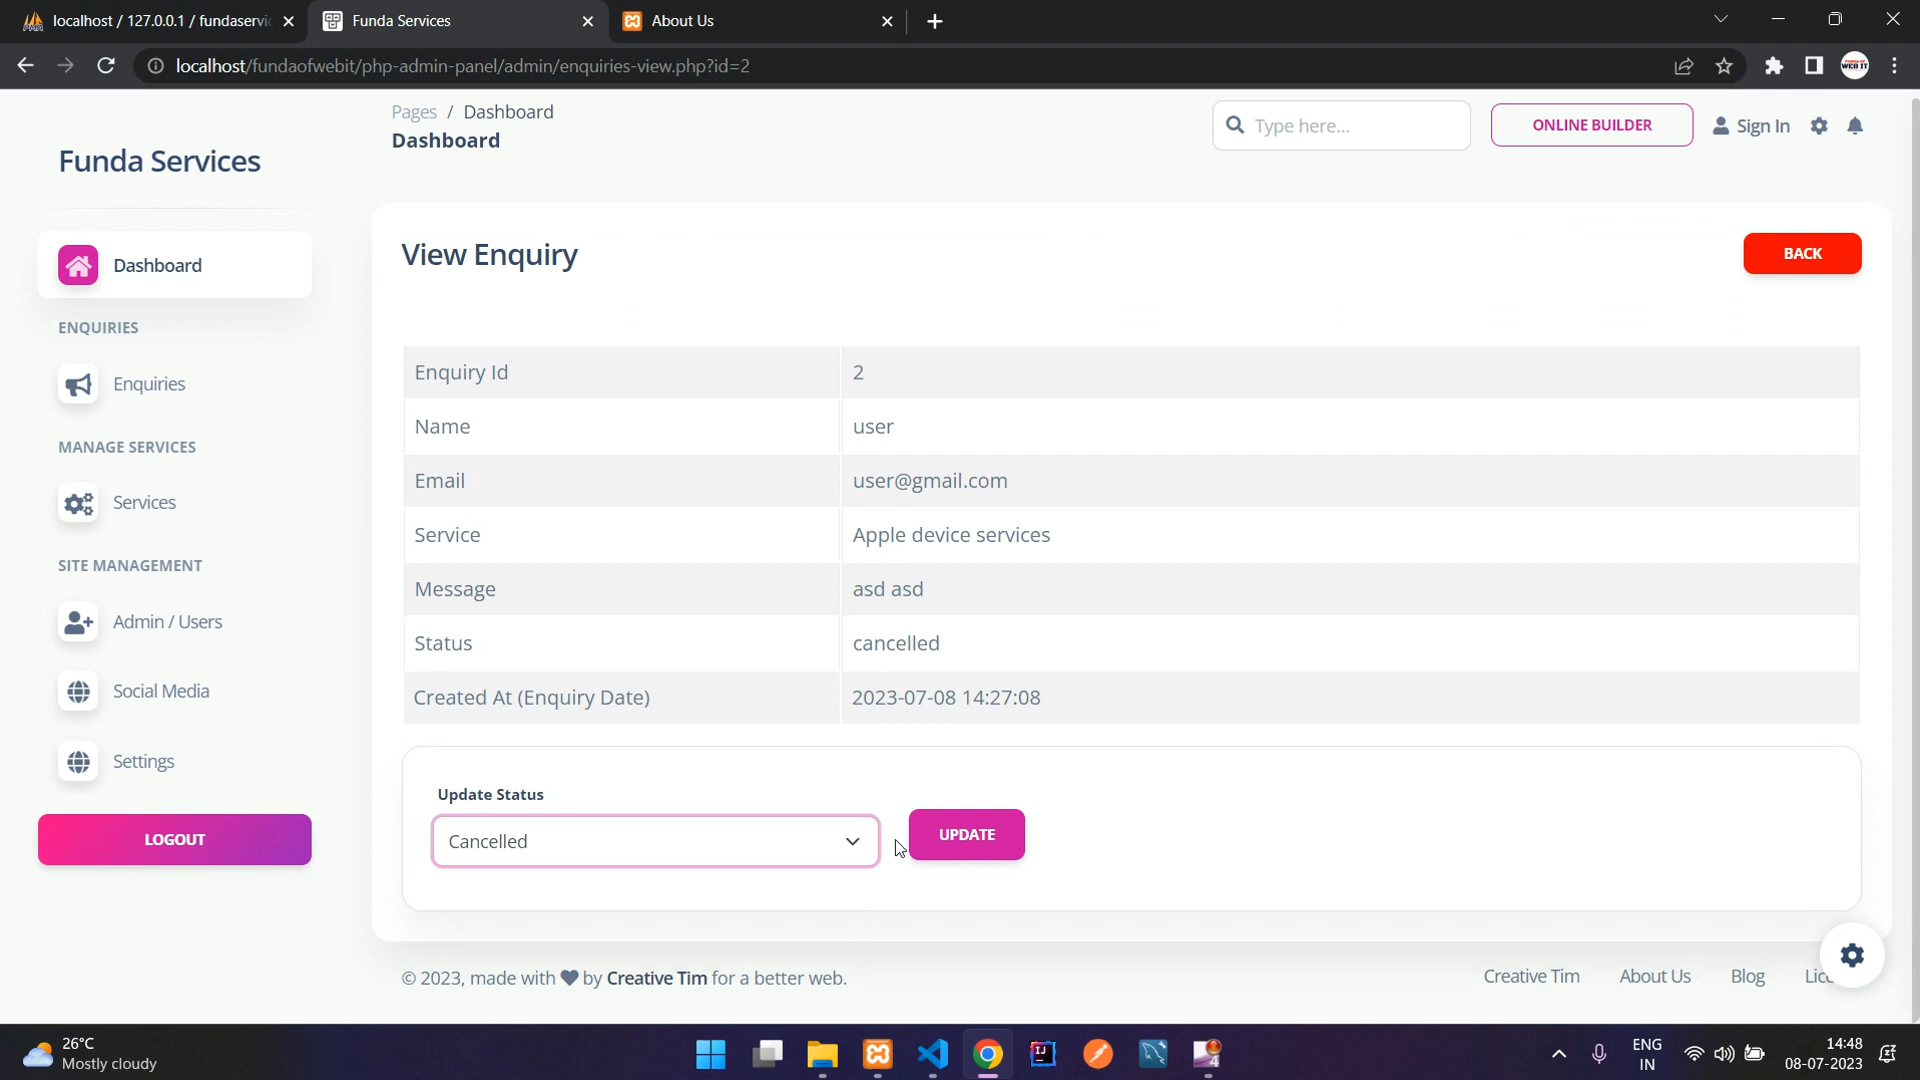 localhost / 127.0.0.1 / fundaservi
Funda Services
About Us
localhost/fundaofwebit/php-admin-panel/admin/enquiries-view.php?id=2
WEB IT
Funda Services
Pages / Dashboard
Dashboard
Type here...
ONLINE BUILDER
Sign In
Dashboard
ENQUIRIES
Enquiries
MANAGE SERVICES
Services
SITE MANAGEMENT
Admin / Users
Social Media
Settings
LOGOUT
View Enquiry
BACK
Enquiry Id 2
Name user
Email user@gmail.com
Service Apple device services
Message asd asd
Status cancelled
Created At (Enquiry Date) 2023-07-08 14:27:08
Update Status
Cancelled
UPDATE
© 2023, made with by Creative Tim for a better web.
Creative Tim About Us Blog Lic
26°C
Mostly cloudy
ENG
IN
14:48
08-07-2023